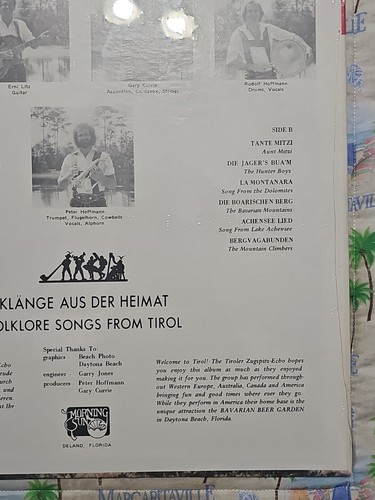 Erni Litz
Guitar
Gary Currie
Accordion, Guitar, Strings
Rudolf Hoffmann
Drums, Vocals
Peter Hoffmann
Trumpet, Flugelhorn, Cowbells
Vocals, Alphorn
SIDE B
TANTE MITZI
Aunt Mitzi
DIE JAGER'S BUA'M
The Hunter Boys
LA MONTANARA
Song From the Dolomites
DIE BOARISCHEN BERG
The Bavarian Mountains
ACHENSEE LIED
Song From Lake Achensee
BERGVAGABUNDEN
The Mountain Climbers
KLÄNGE AUS DER HEIMAT
OLKLORE SONGS FROM TIROL
Special Thanks To:
graphics Beach Photo
Daytona Beach
engineer Garry Jones
producers Peter Hoffmann
Gary Currie
Welcome to Tirol! The Tiroler Zugspitz-Echo hopes
you enjoy this album as much as they enjoyed
making it for you. The group has performed through-
out Western Europe, Australia, Canada and America
bringing fun and good times where ever they go.
While they perform in America their home base is the
unique attraction the BAVARIAN BEER GARDEN
in Daytona Beach, Florida.
MORNING
SUN
DELAND, FLORIDA
MARGARITAVILLE